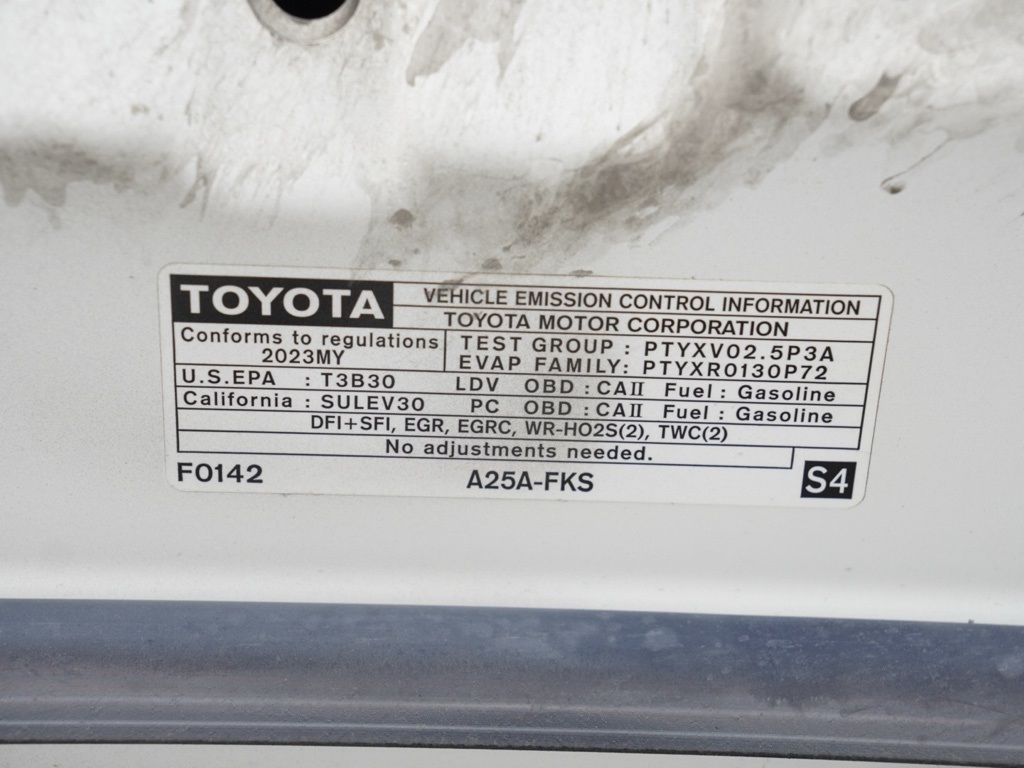 TOYOTA VEHICLE EMISSION CONTROL INFORMATION
TOYOTA MOTOR CORPORATION
Conforms to regulations
2023MY
TEST GROUP : PTYXV02.5P3A
EVAP FAMILY: PTYXR0130P72
U.S.EPA : T3B30 LDV OBD : CAII Fuel : Gasoline
California : SULEV30 PC OBD : CAII Fuel : Gasoline
DFI+SFI, EGR, EGRC, WR-HO2S(2), TWC(2)
No adjustments needed.
F0142 A25A-FKS S4